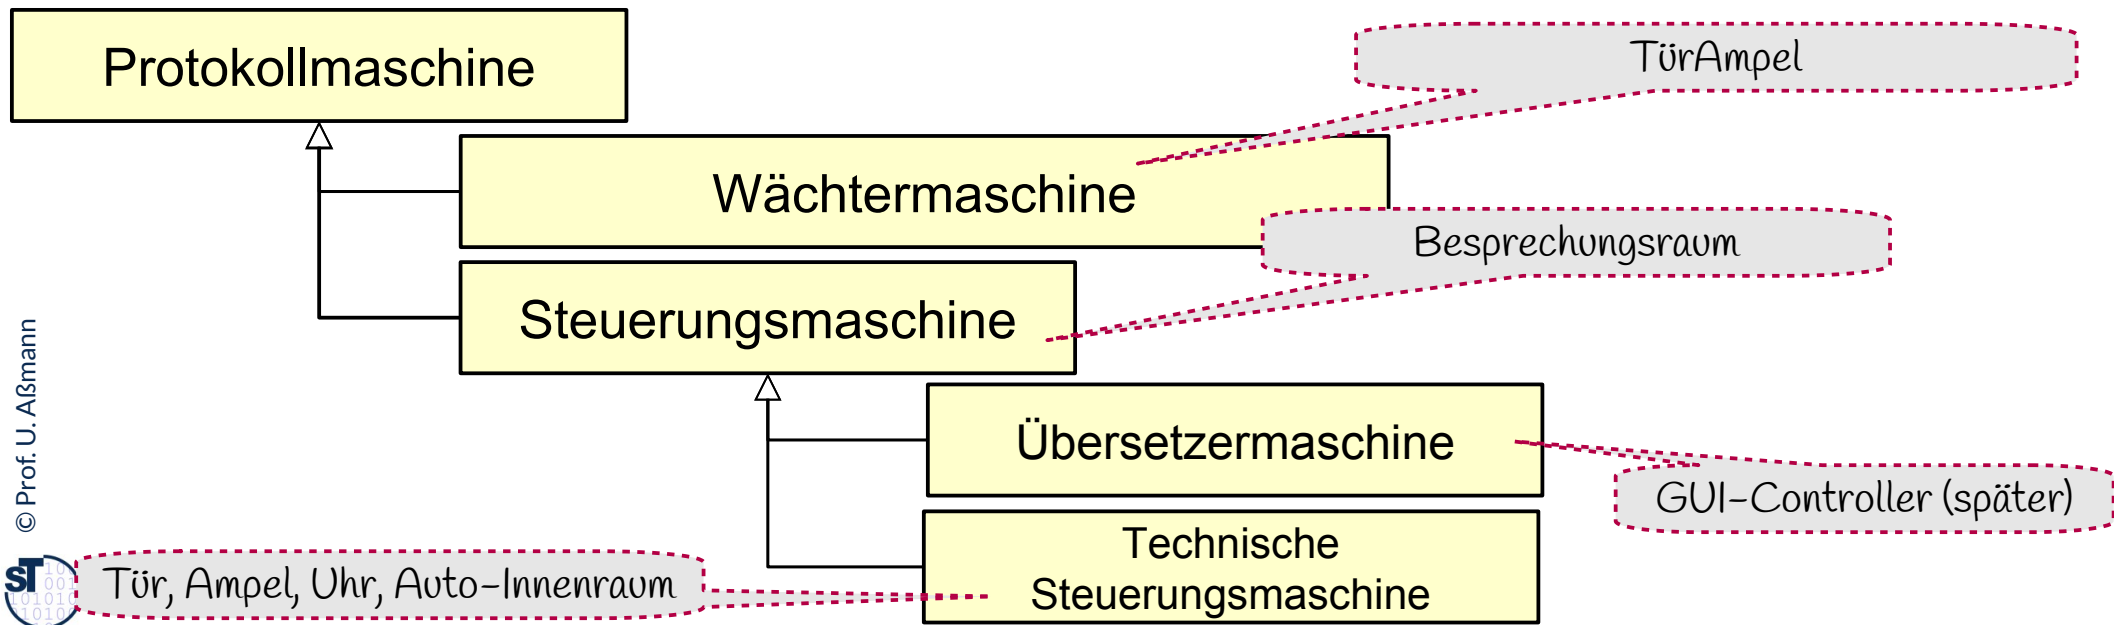 Protokollmaschine
TürAmpel
Wächtermaschine
Besprechungsraum
Steuerungsmaschine
Übersetzermaschine
GUI-Controller (später)
Technische
Steuerungsmaschine
Tür, Ampel, Uhr, Auto-Innenraum
© Prof. U. Aßmann
ST